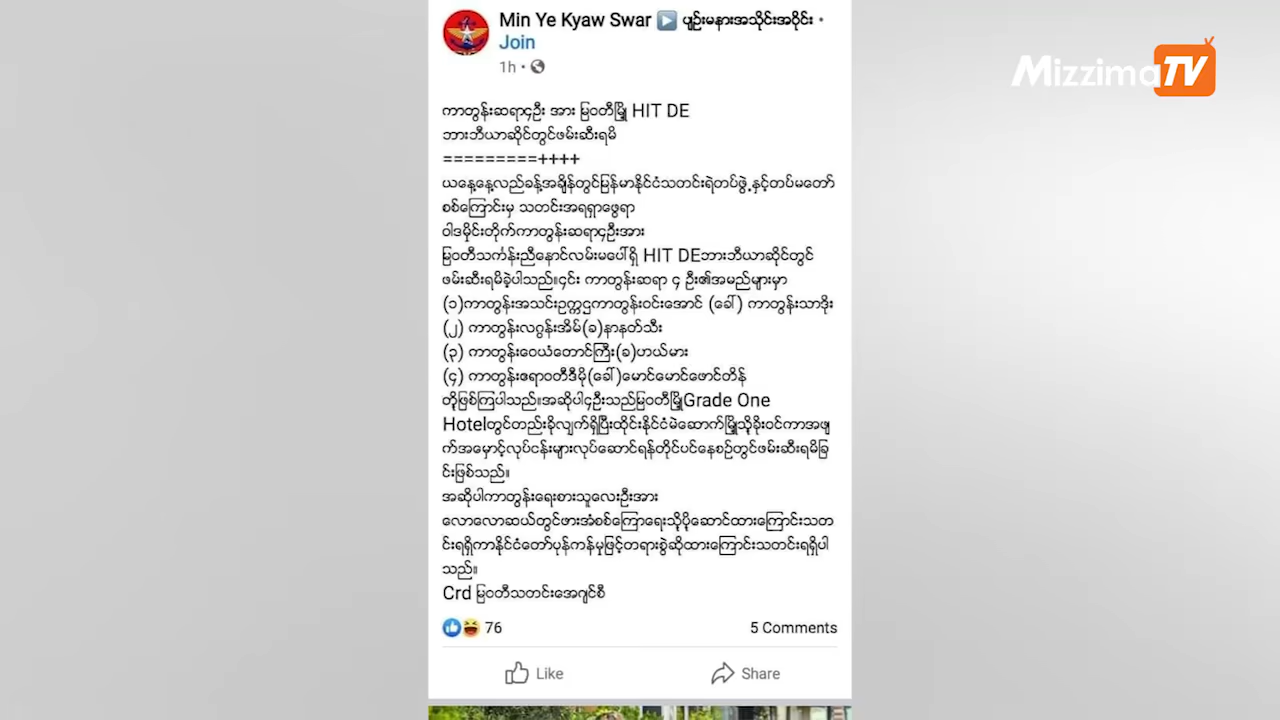 Min Ye Kyaw Swar ▶ ပျဉ်းမနားအသိုင်းအဝိုင်း •
Join
1h •
MizzimaTV
ကာတွန်းဆရာ၄ဦး အား မြဝတီမြို့ HIT DE
ဘားဘီယာဆိုင်တွင်ဖမ်းဆီးရမိ
=========++++
ယနေ့နေ့လည်ခန့်အချိန်တွင်မြန်မာနိုင်ငံသတင်းရဲတပ်ဖွဲ့နှင့်တပ်မတော်
စစ်ကြောင်းမှ သတင်းအရရှာဖွေရာ
ဝါဒမှိုင်းတိုက်ကာတွန်းဆရာ၄ဦးအား
မြဝတီသင်္ကန်းညီနောင်လမ်းမပေါ်ရှိ HIT DEဘားဘီယာဆိုင်တွင်
ဖမ်းဆီးရမိခဲ့ပါသည်။၄င်း ကာတွန်းဆရာ ၄ ဦး၏အမည်များမှာ
(၁)ကာတွန်းအသင်းဥက္ကဌကာတွန်းဝင်းအောင် (ခေါ်) ကာတွန်းသာဒိုး
(၂) ကာတွန်းလဂွန်းအိမ်(ခ)နာနတ်သီး
(၃) ကာတွန်းဝေယံတောင်ကြီး(ခ)ဟယ်မား
(၄) ကာတွန်းဧရာဝတီဒီမို(ခေါ်)မောင်မောင်ဖောင်တိန်
တို့ဖြစ်ကြပါသည်။အဆိုပါ၄ဦးသည်မြဝတီမြို့Grade One
Hotelတွင်တည်းခိုလျက်ရှိပြီးထိုင်းနိုင်ငံမဲဆောက်မြို့သို့ခိုးဝင်ကာအဖျ
က်အမှောင့်လုပ်ငန်းများလုပ်ဆောင်ရန်တိုင်ပင်နေစဉ်တွင်ဖမ်းဆီးရမိခြ
င်းဖြစ်သည်။
အဆိုပါကာတွန်းရေးစားသူလေးဦးအား
လောလောဆယ်တွင်ဖားအံစစ်ကြောရေးသို့ပို့ဆောင်ထားကြောင်းသတ
င်းရရှိကာနိုင်ငံတော်ပုန်ကန်မှုဖြင့်တရားစွဲဆိုထားကြောင်းသတင်းရရှိပါ
သည်။
Crd မြဝတီသတင်းအေဂျင်စီ
76
5 Comments
Like
Share